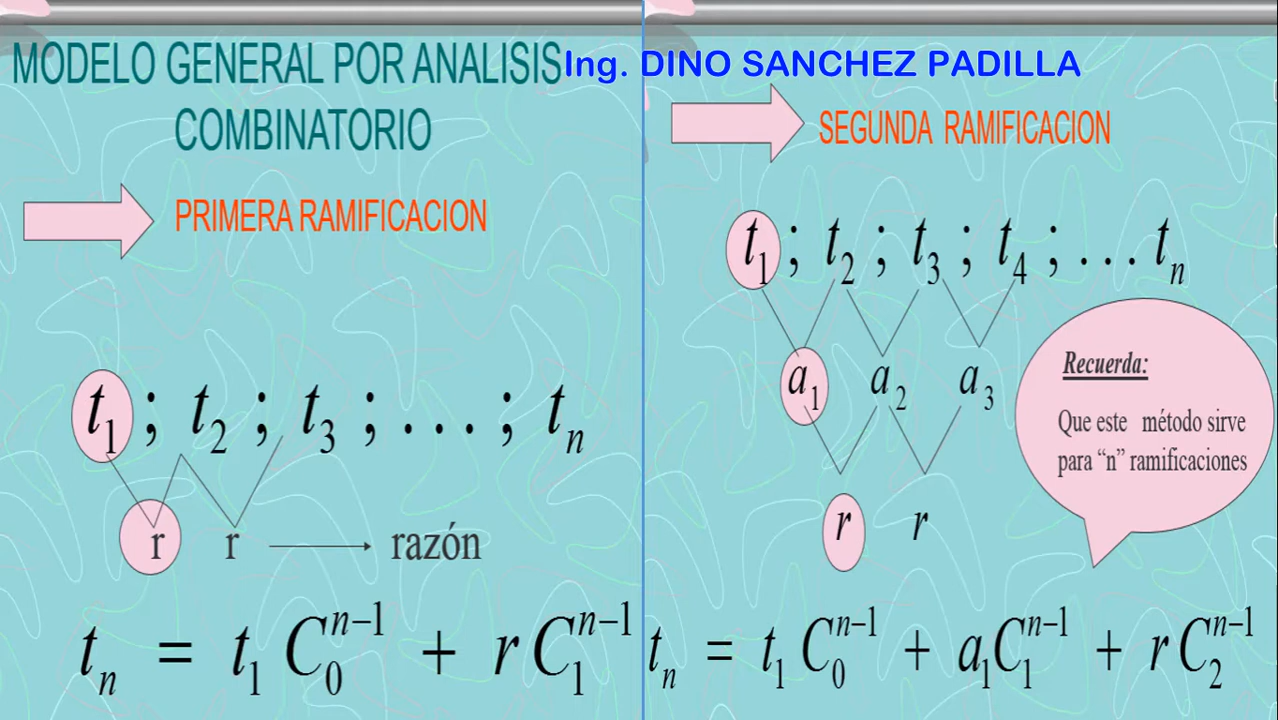 MODELO GENERAL POR ANALISIS
COMBINATORIO
PRIMERA RAMIFICACION
t₁ ; t₂ ; t₃ ; . . . ; tₙ
r r → razón
tₙ = t₁ C₀ⁿ⁻¹ + r C₁ⁿ⁻¹
Ing. DINO SANCHEZ PADILLA
SEGUNDA RAMIFICACION
t₁ ; t₂ ; t₃ ; t₄ ; . . . tₙ
a₁ a₂ a₃
r r
Recuerda:
Que este método sirve
para “n” ramificaciones
tₙ = t₁ C₀ⁿ⁻¹ + a₁C₁ⁿ⁻¹ + r C₂ⁿ⁻¹